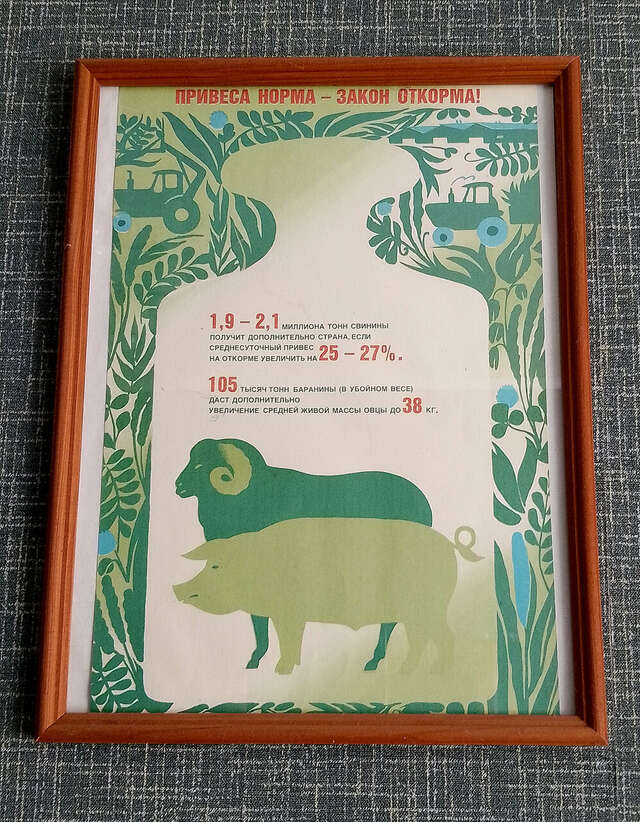 ПРИВЕСА НОРМА – ЗАКОН ОТКОРМА!
1,9 – 2,1 МИЛЛИОНА ТОНН СВИНИНЫ
ПОЛУЧИТ ДОПОЛНИТЕЛЬНО СТРАНА, ЕСЛИ
СРЕДНЕСУТОЧНЫЙ ПРИВЕС
НА ОТКОРМЕ УВЕЛИЧИТЬ НА 25 – 27%.
105 ТЫСЯЧ ТОНН БАРАНИНЫ (В УБОЙНОМ ВЕСЕ)
ДАСТ ДОПОЛНИТЕЛЬНО
УВЕЛИЧЕНИЕ СРЕДНЕЙ ЖИВОЙ МАССЫ ОВЦЫ ДО 38 КГ.